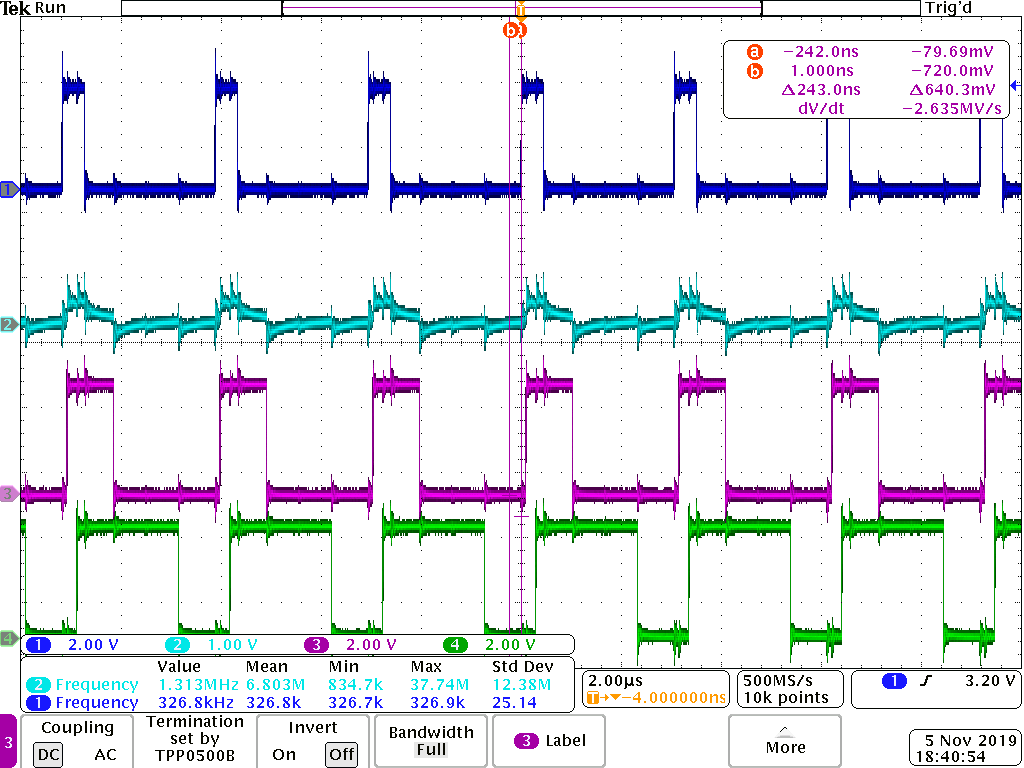 Tek Run Trig'd
T
b a
a −242.0ns −79.69mV
b 1.000ns −720.0mV
Δ243.0ns Δ640.3mV
dV/dt −2.635MV/s
1
2
3
4
1 2.00 V 2 1.00 V 3 2.00 V 4 2.00 V
Value Mean Min Max Std Dev
2 Frequency 1.313MHz 6.803M 834.7k 37.74M 12.38M
1 Frequency 326.8kHz 326.8k 326.7k 326.9k 25.14
2.00µs
T→▼−4.000000ns
500MS/s
10k points
1 3.20 V
3
Coupling
DC AC
Termination
set by
TPP0500B
Invert
On Off
Bandwidth
Full
3 Label
More
5 Nov 2019
18:40:54